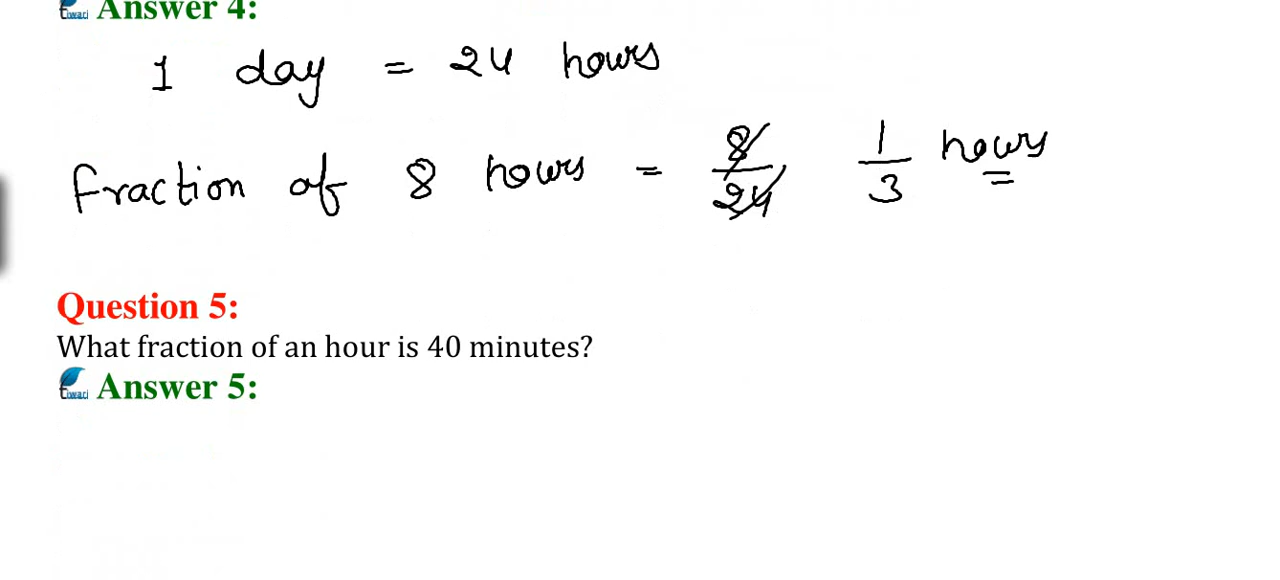 Answer 4:
1 day = 24 hours
fraction of 8 hours = 8/24 1/3 hours
Question 5:
What fraction of an hour is 40 minutes?
Answer 5: